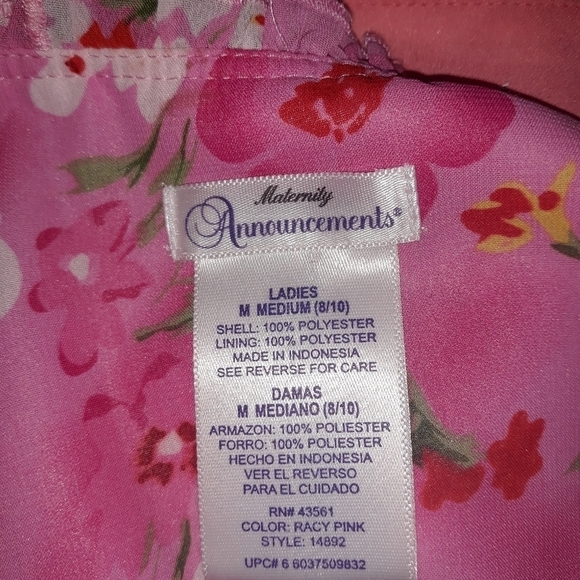 Maternity
Announcements®
LADIES
M MEDIUM (8/10)
SHELL: 100% POLYESTER
LINING: 100% POLYESTER
MADE IN INDONESIA
SEE REVERSE FOR CARE
DAMAS
M MEDIANO (8/10)
ARMAZON: 100% POLIESTER
FORRO: 100% POLIESTER
HECHO EN INDONESIA
VER EL REVERSO
PARA EL CUIDADO
RN# 43561
COLOR: RACY PINK
STYLE: 14892
UPC# 6 6037509832